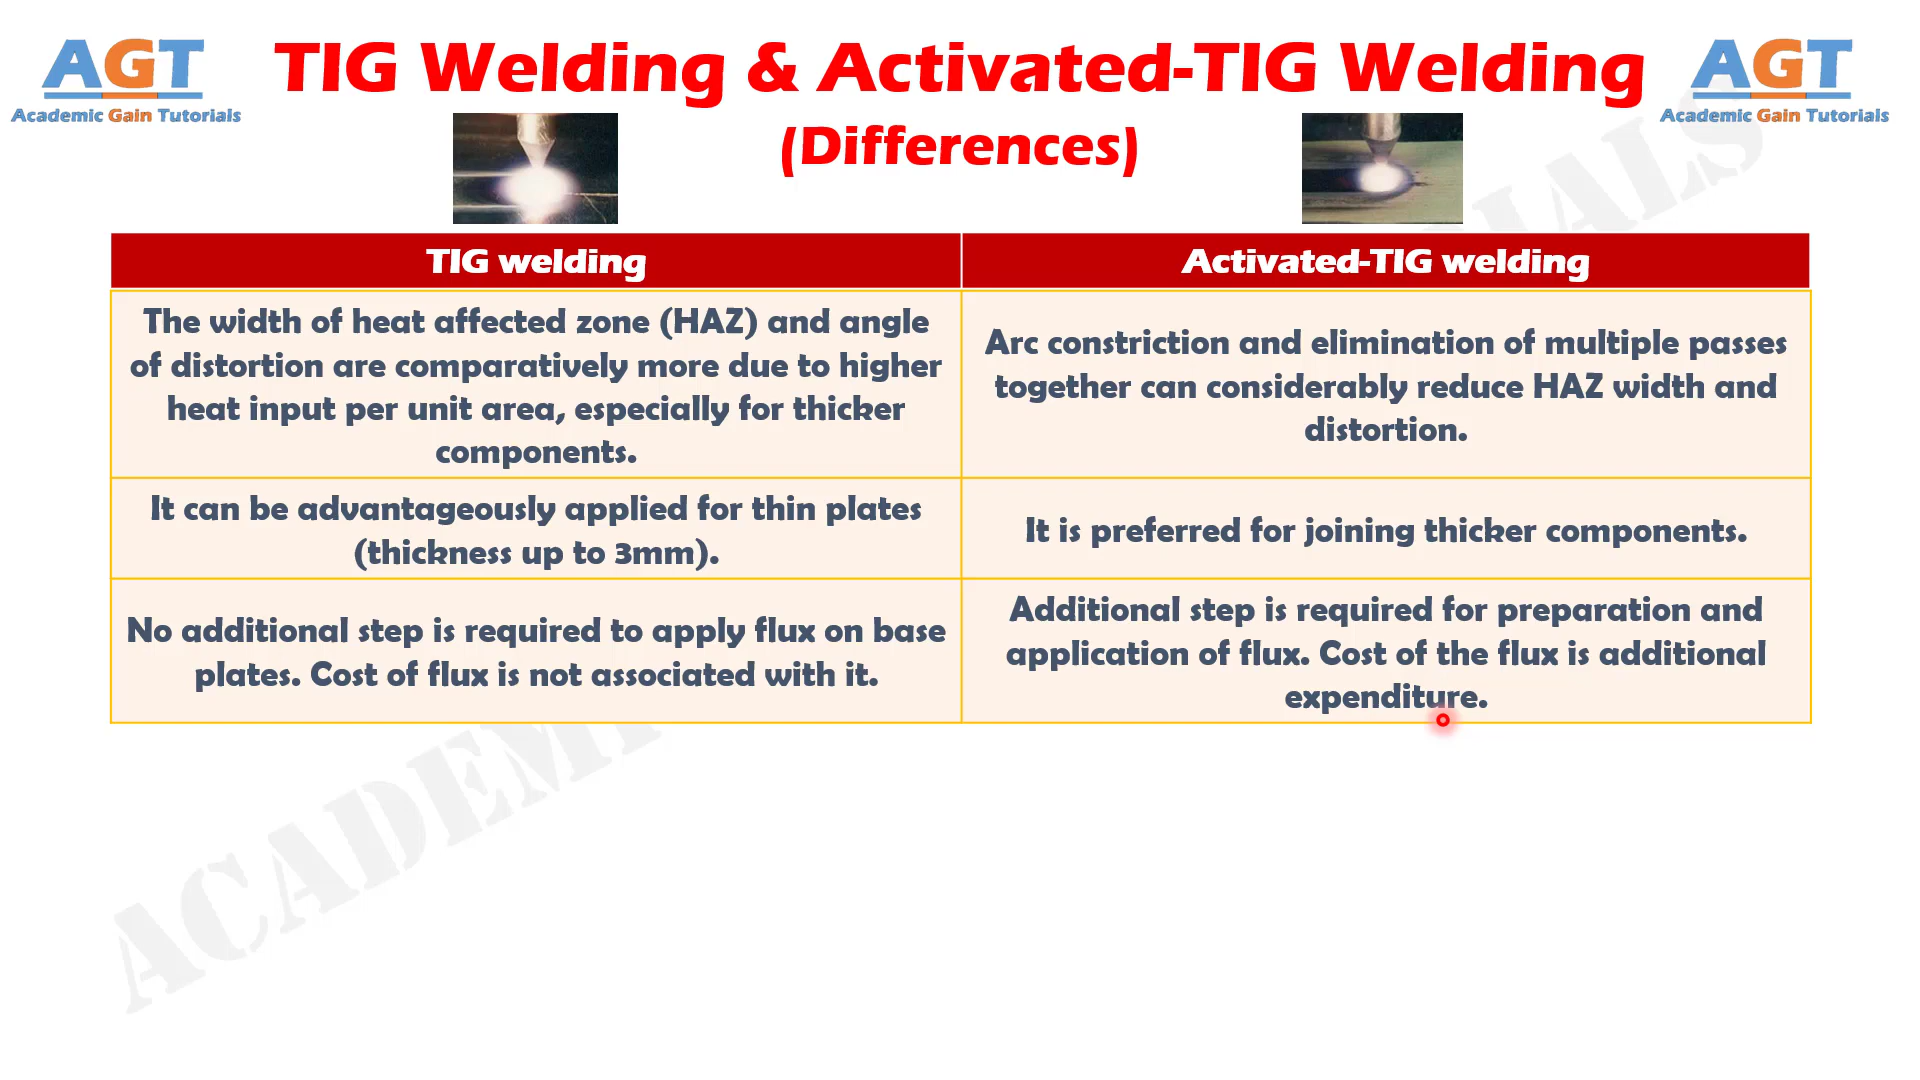 AGT
Academic Gain Tutorials
TIG Welding & Activated-TIG Welding
(Differences)
AGT
Academic Gain Tutorials
TIG welding
Activated-TIG welding
The width of heat affected zone (HAZ) and angle
of distortion are comparatively more due to higher
heat input per unit area, especially for thicker
components.
Arc constriction and elimination of multiple passes
together can considerably reduce HAZ width and
distortion.
It can be advantageously applied for thin plates
(thickness up to 3mm).
It is preferred for joining thicker components.
No additional step is required to apply flux on base
plates. Cost of flux is not associated with it.
Additional step is required for preparation and
application of flux. Cost of the flux is additional
expenditure.